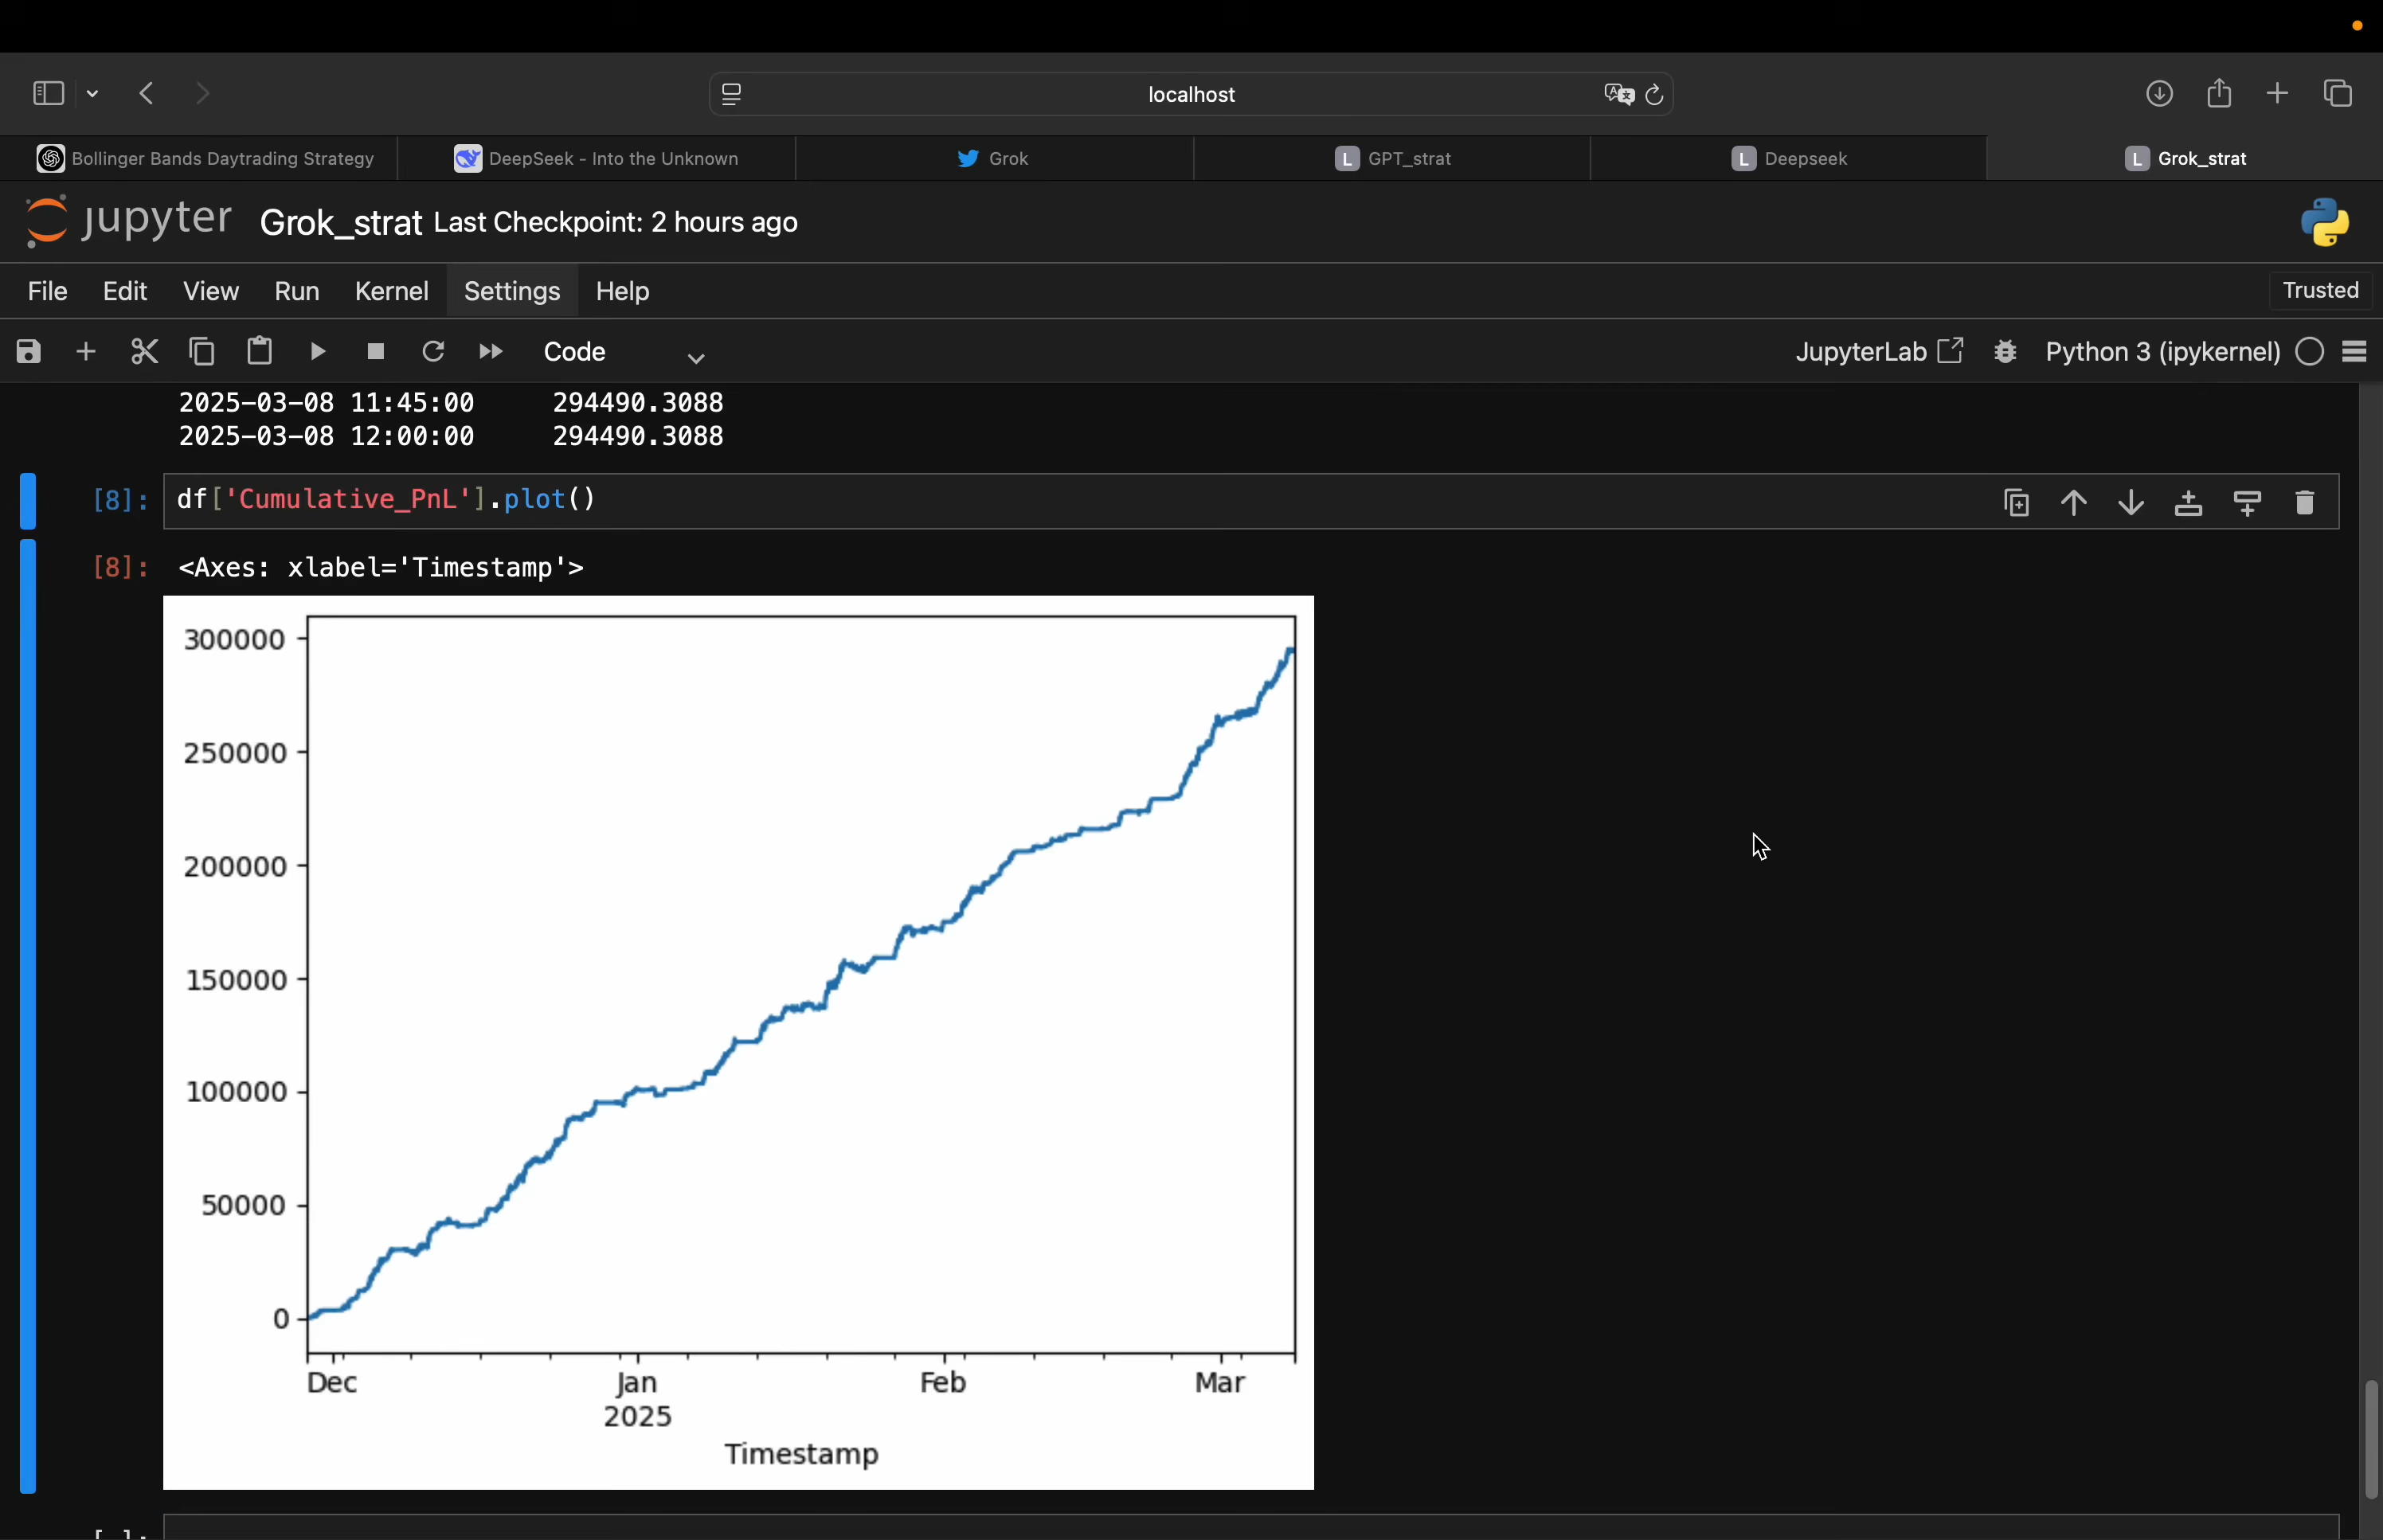 localhost
Bollinger Bands Daytrading Strategy
DeepSeek - Into the Unknown
Grok
L GPT_strat
L Deepseek
L Grok_strat
jupyter Grok_strat Last Checkpoint: 2 hours ago
File Edit View Run Kernel Settings Help Trusted
Code JupyterLab Python 3 (ipykernel)
2025-03-08 11:45:00 294490.3088
2025-03-08 12:00:00 294490.3088
[8]: df['Cumulative_PnL'].plot()
[8]: <Axes: xlabel='Timestamp'>
300000
250000
200000
150000
100000
50000
0
Dec Jan Feb Mar
2025
Timestamp
[ ]: